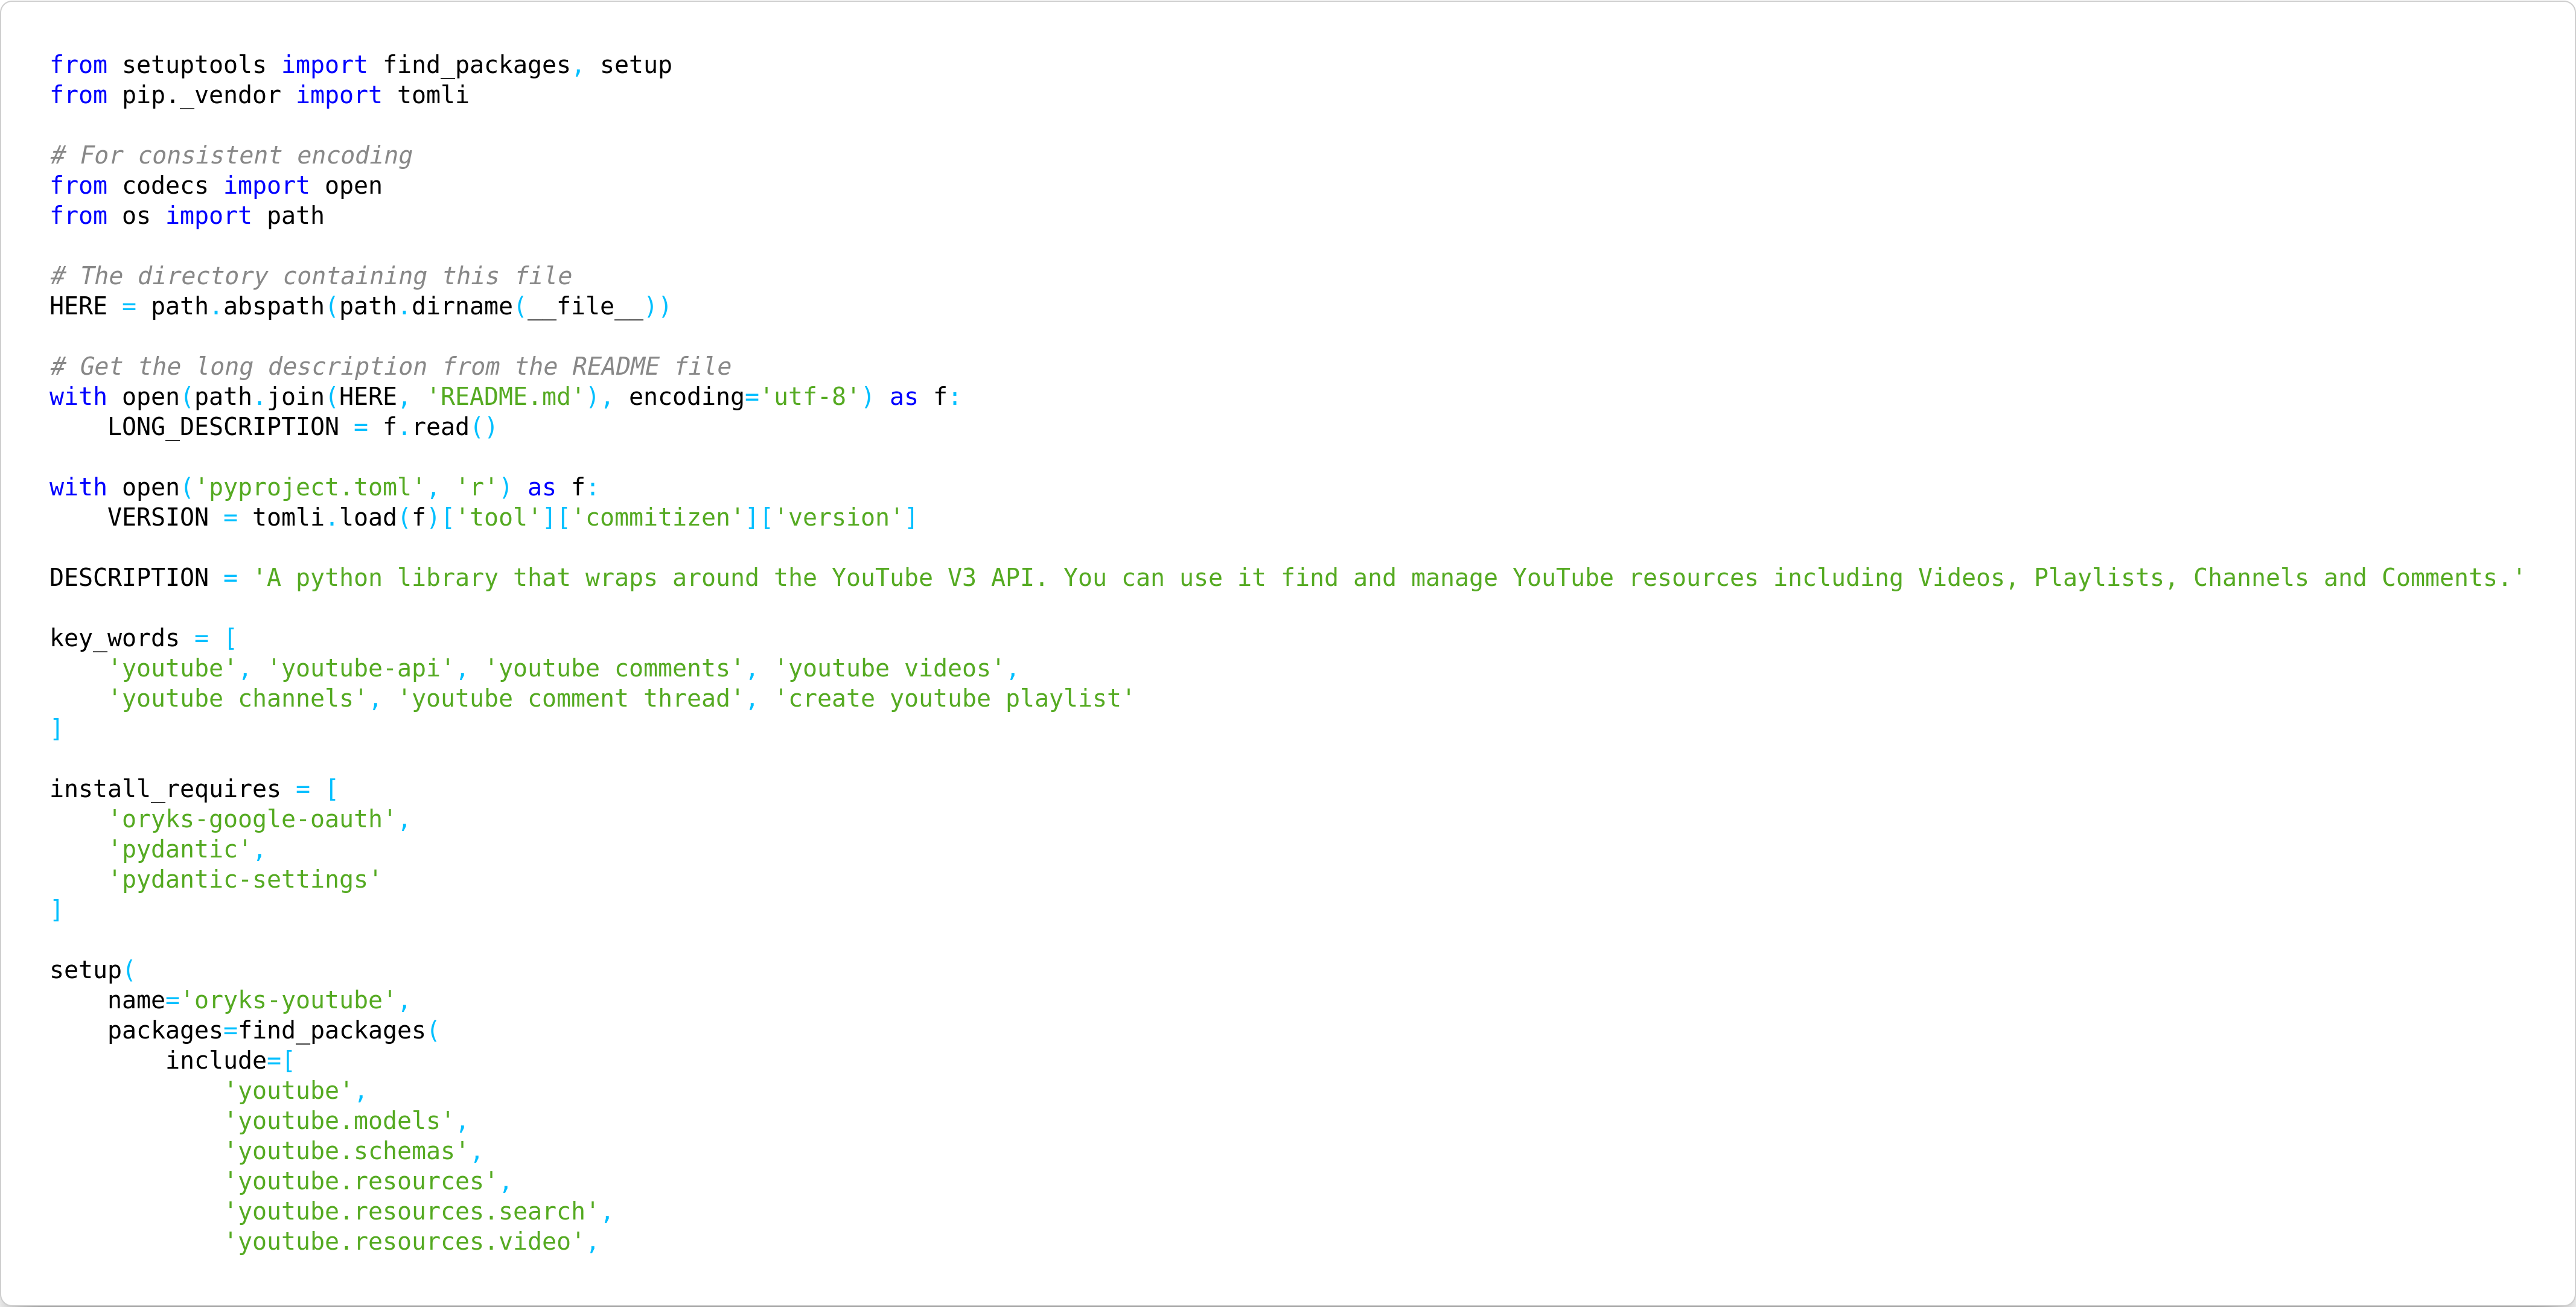 from setuptools import find_packages, setup
from pip._vendor import tomli

# For consistent encoding
from codecs import open
from os import path

# The directory containing this file
HERE = path.abspath(path.dirname(__file__))

# Get the long description from the README file
with open(path.join(HERE, 'README.md'), encoding='utf-8') as f:
    LONG_DESCRIPTION = f.read()

with open('pyproject.toml', 'r') as f:
    VERSION = tomli.load(f)['tool']['commitizen']['version']

DESCRIPTION = 'A python library that wraps around the YouTube V3 API. You can use it find and manage YouTube resources including Videos, Playlists, Channels and Comments.'

key_words = [
    'youtube', 'youtube-api', 'youtube comments', 'youtube videos',
    'youtube channels', 'youtube comment thread', 'create youtube playlist'
]

install_requires = [
    'oryks-google-oauth',
    'pydantic',
    'pydantic-settings'
]

setup(
    name='oryks-youtube',
    packages=find_packages(
        include=[
            'youtube',
            'youtube.models',
            'youtube.schemas',
            'youtube.resources',
            'youtube.resources.search',
            'youtube.resources.video',